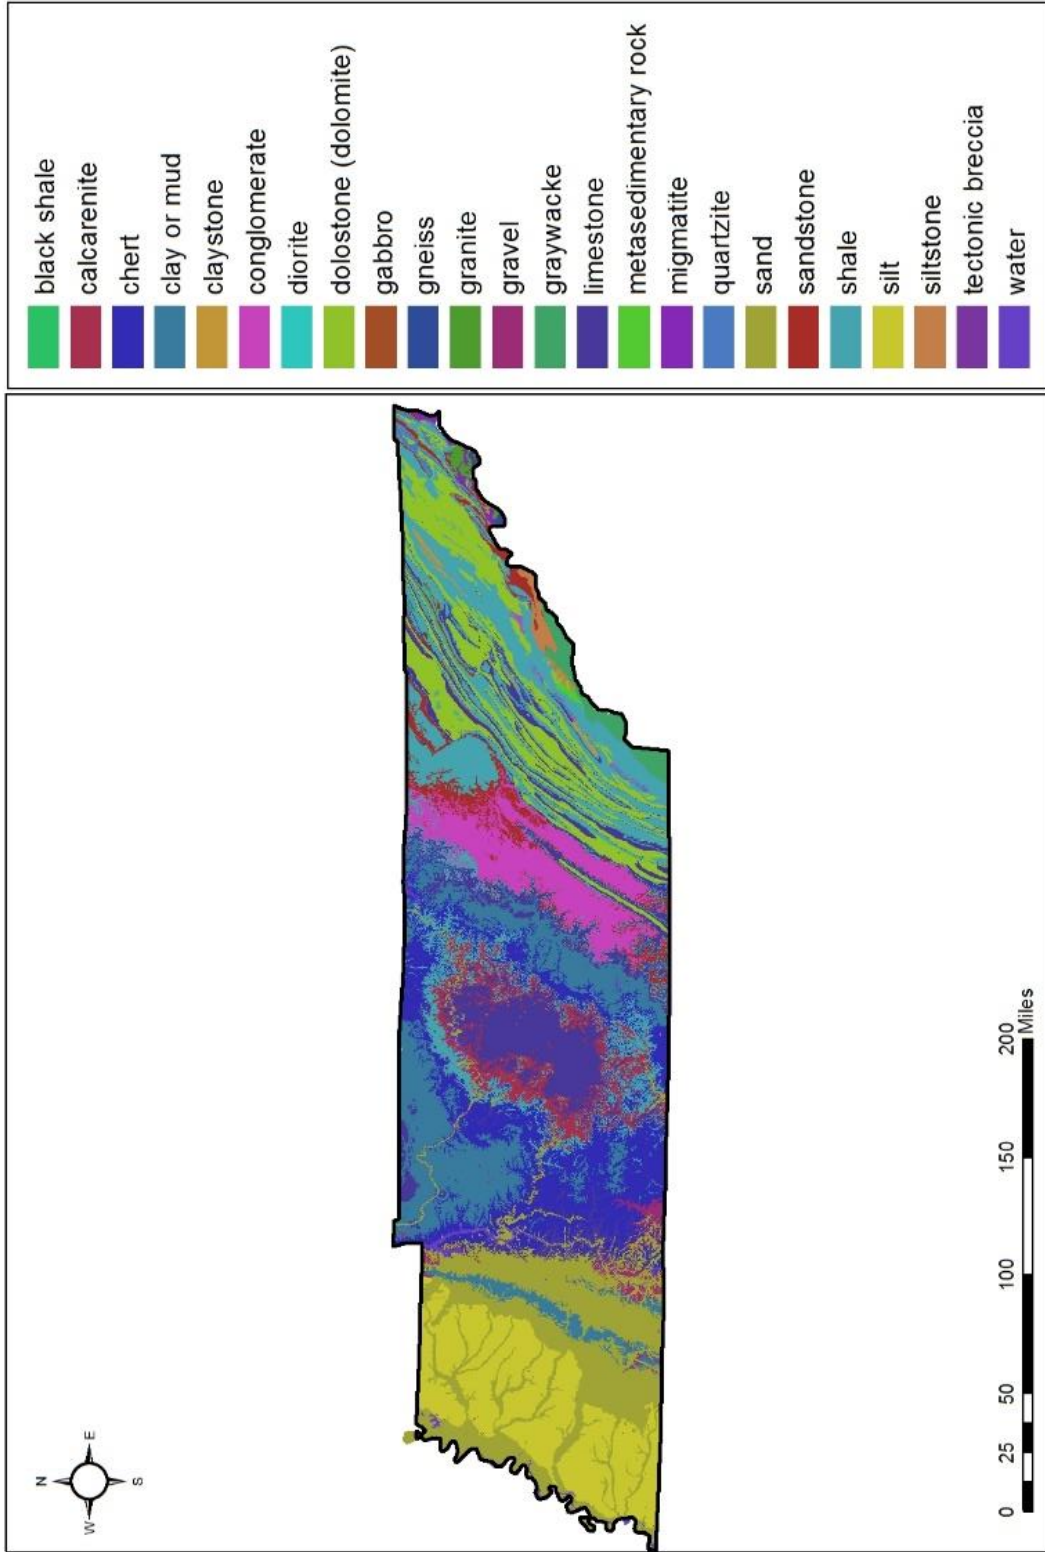 black shale
calcarenite
chert
clay or mud
claystone
conglomerate
diorite
dolostone (dolomite)
gabbro
gneiss
granite
gravel
graywacke
limestone
metasedimentary rock
migmatite
quartzite
sand
sandstone
shale
silt
siltstone
tectonic breccia
water
N
W E
S
0 25 50 100 150 200
Miles